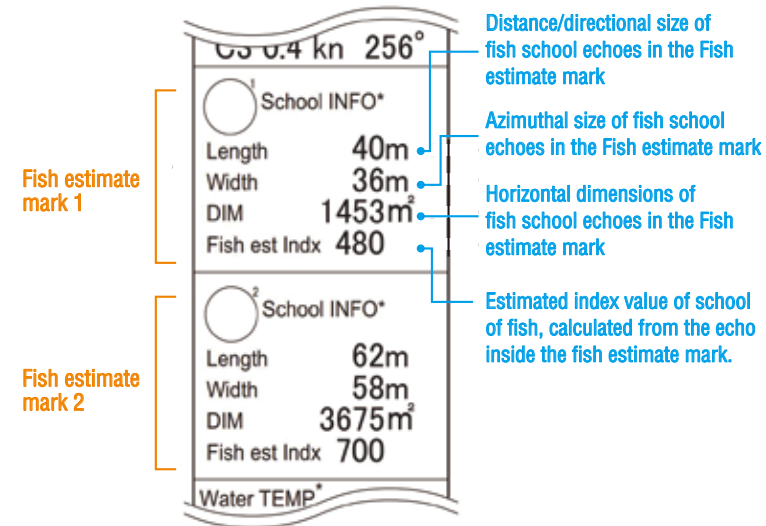 CS 0.4 kn 256°
1
School INFO*
Length 40m
Width 36m
DIM 1453㎡
Fish est Indx 480
2
School INFO*
Length 62m
Width 58m
DIM 3675㎡
Fish est Indx 700
Water TEMP*
Fish estimate
mark 1
Fish estimate
mark 2
Distance/directional size of
fish school echoes in the Fish
estimate mark
Azimuthal size of fish school
echoes in the Fish estimate mark
Horizontal dimensions of
fish school echoes in the Fish
estimate mark
Estimated index value of school
of fish, calculated from the echo
inside the fish estimate mark.